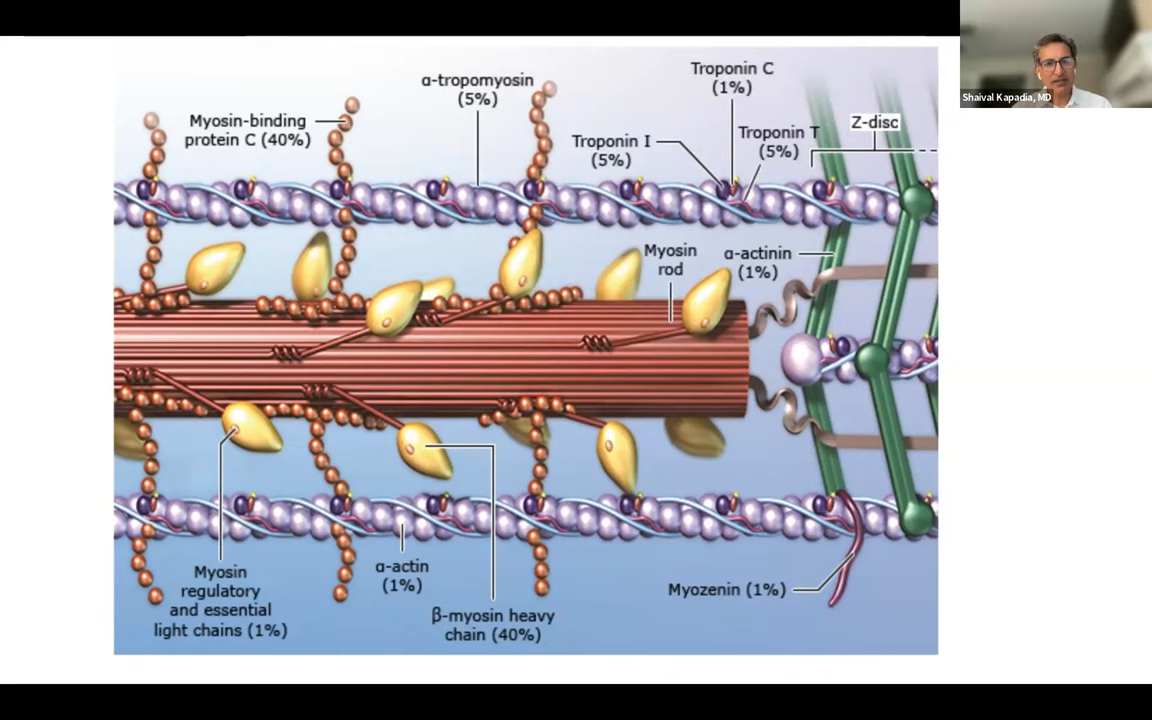 Shaival Kapadia, MD
α-tropomyosin
(5%)
Troponin C
(1%)
Myosin-binding
protein C (40%)
Troponin I
(5%)
Troponin T
(5%)
Z-disc
Myosin
rod
α-actinin
(1%)
Myosin
regulatory
and essential
light chains (1%)
α-actin
(1%)
β-myosin heavy
chain (40%)
Myozenin (1%)